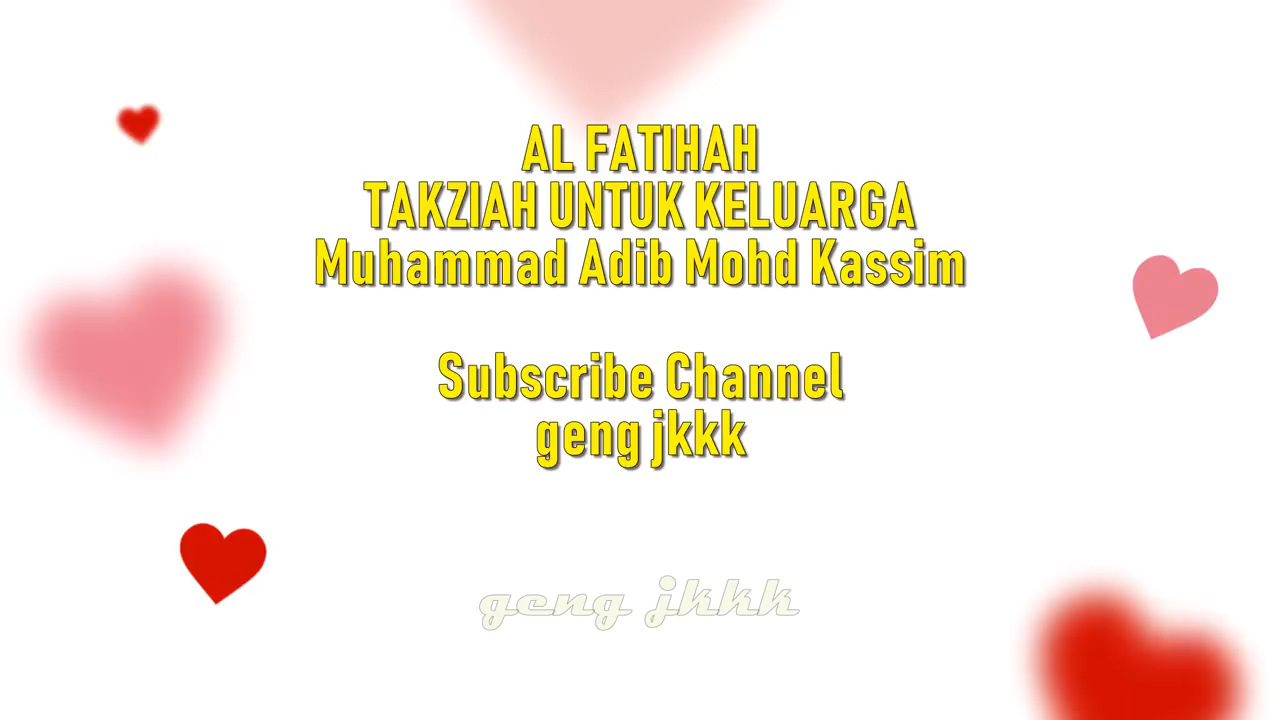 AL FATIHAH
TAKZIAH UNTUK KELUARGA
Muhammad Adib Mohd Kassim
Subscribe Channel
geng jkkk
geng jkkk